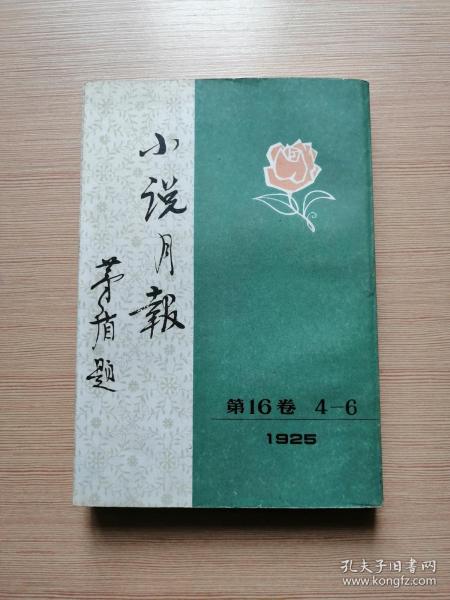 小说月報
茅盾题
第16卷 4-6
1925
孔夫子旧书网
www.kongfz.com